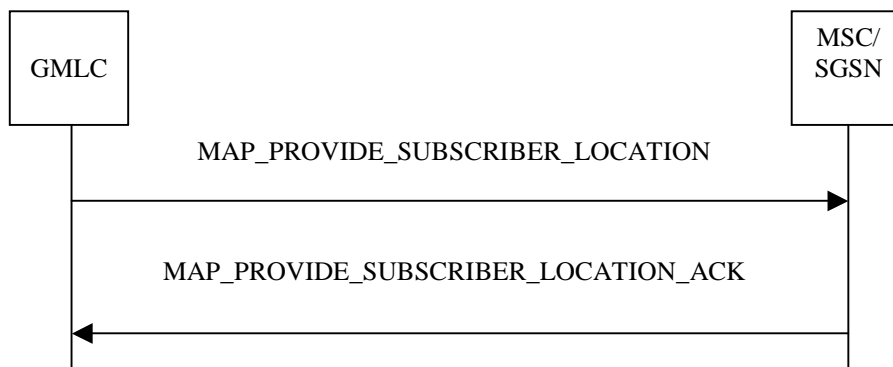 GMLC
MSC/
SGSN
MAP_PROVIDE_SUBSCRIBER_LOCATION
MAP_PROVIDE_SUBSCRIBER_LOCATION_ACK